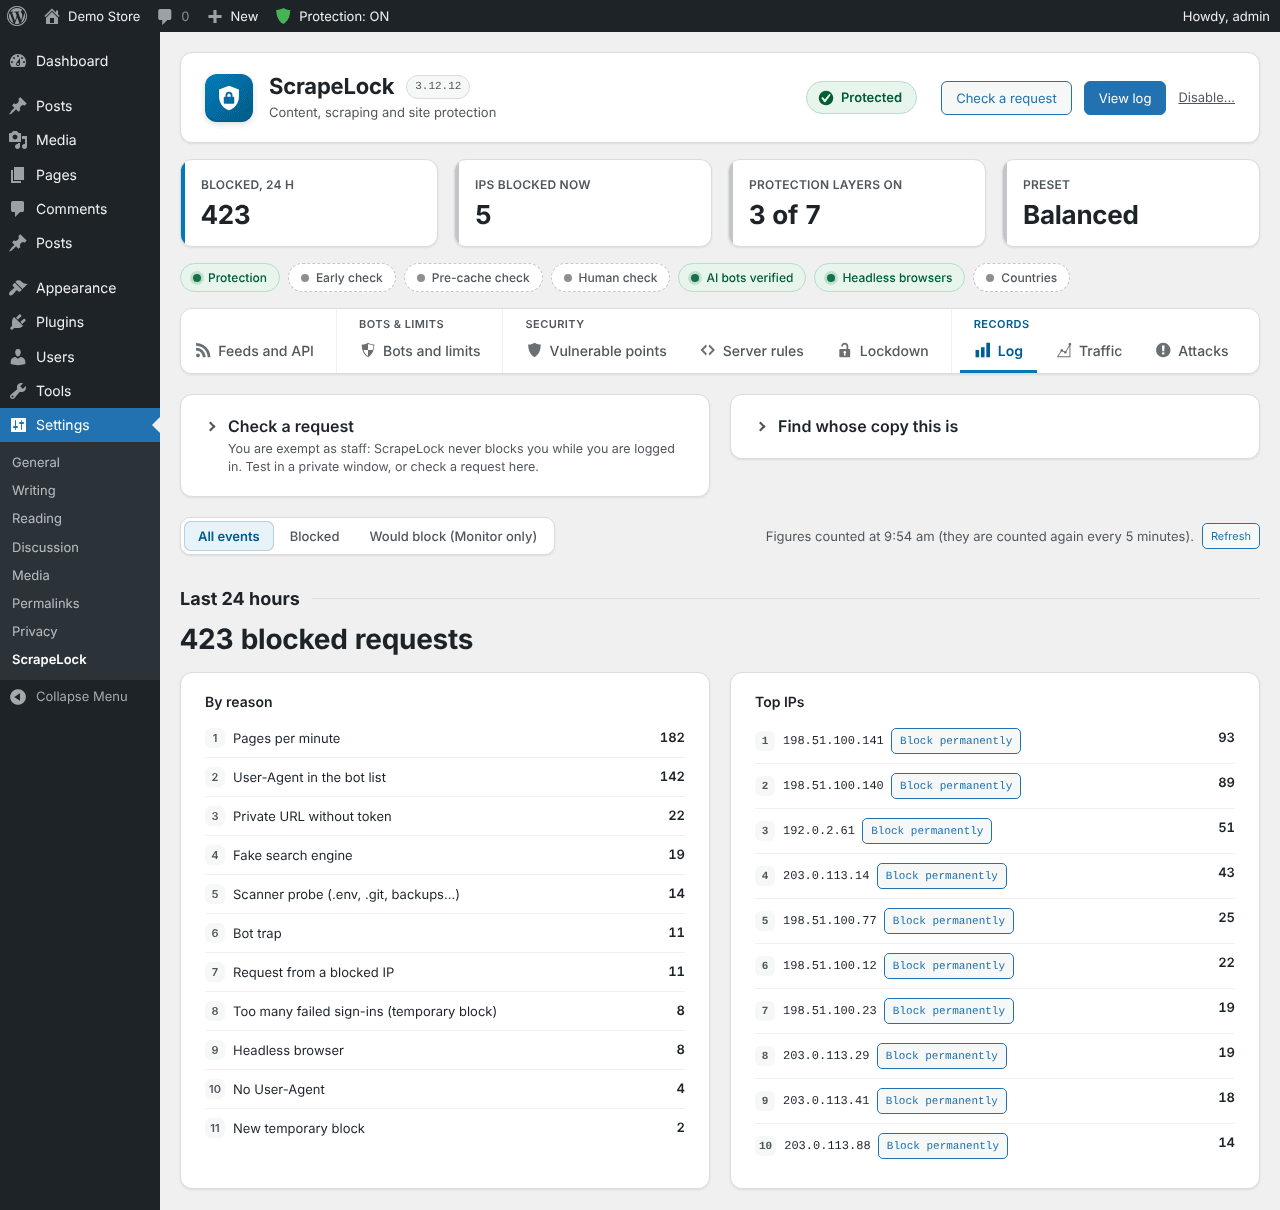 Demo Store
0
New
Protection: ON
Howdy, admin
Dashboard
Posts
Media
Pages
Comments
Posts
Appearance
Plugins
Users
Tools
Settings
General
Writing
Reading
Discussion
Media
Permalinks
Privacy
ScrapeLock
Collapse Menu
ScrapeLock 3.12.12
Content, scraping and site protection
Protected
Check a request
View log
Disable...
BLOCKED, 24 H
423
IPS BLOCKED NOW
5
PROTECTION LAYERS ON
3 of 7
PRESET
Balanced
Protection
Early check
Pre-cache check
Human check
AI bots verified
Headless browsers
Countries
Feeds and API
BOTS & LIMITS
Bots and limits
SECURITY
Vulnerable points
Server rules
Lockdown
RECORDS
Log
Traffic
Attacks
Check a request
You are exempt as staff: ScrapeLock never blocks you while you are logged
in. Test in a private window, or check a request here.
Find whose copy this is
All events
Blocked
Would block (Monitor only)
Figures counted at 9:54 am (they are counted again every 5 minutes).
Refresh
Last 24 hours
423 blocked requests
By reason
1 Pages per minute 182
2 User-Agent in the bot list 142
3 Private URL without token 22
4 Fake search engine 19
5 Scanner probe (.env, .git, backups...) 14
6 Bot trap 11
7 Request from a blocked IP 11
8 Too many failed sign-ins (temporary block) 8
9 Headless browser 8
10 No User-Agent 4
11 New temporary block 2
Top IPs
1 198.51.100.141 Block permanently 93
2 198.51.100.140 Block permanently 89
3 192.0.2.61 Block permanently 51
4 203.0.113.14 Block permanently 43
5 198.51.100.77 Block permanently 25
6 198.51.100.12 Block permanently 22
7 198.51.100.23 Block permanently 19
8 203.0.113.29 Block permanently 19
9 203.0.113.41 Block permanently 18
10 203.0.113.88 Block permanently 14